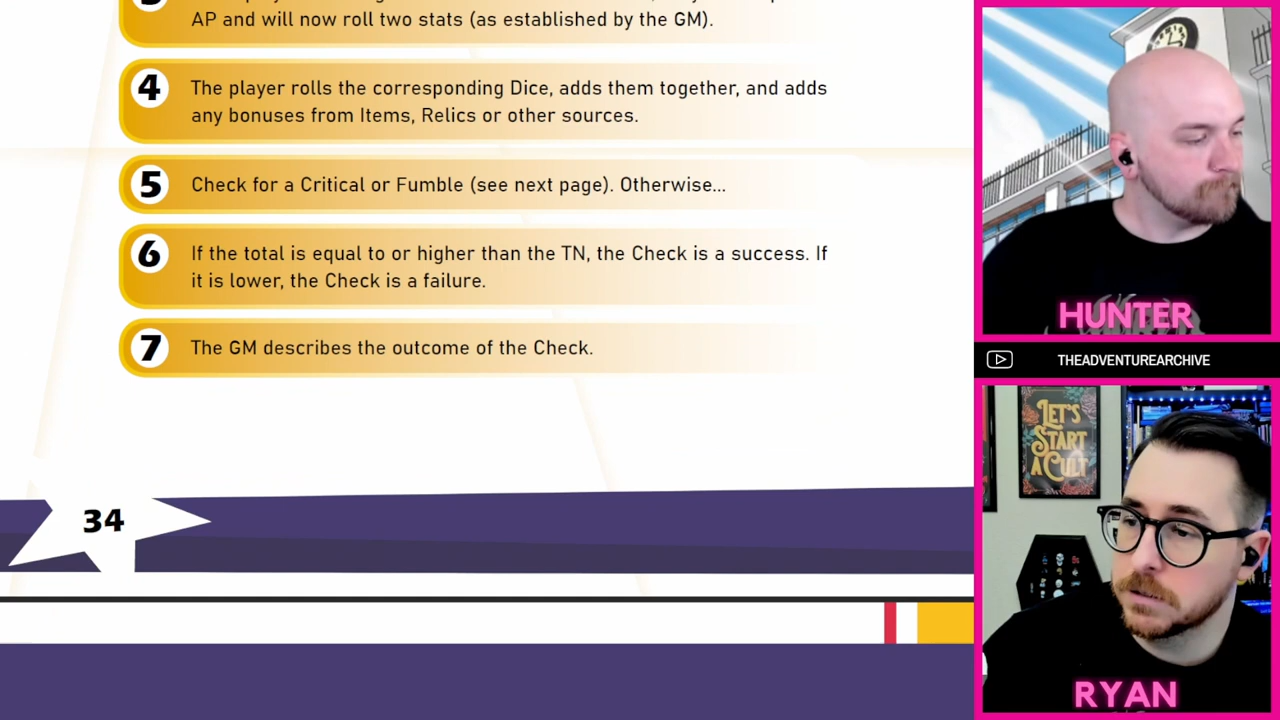 AP and will now roll two stats (as established by the GM).
4
The player rolls the corresponding Dice, adds them together, and adds
any bonuses from Items, Relics or other sources.
5
Check for a Critical or Fumble (see next page). Otherwise...
6
If the total is equal to or higher than the TN, the Check is a success. If
it is lower, the Check is a failure.
7
The GM describes the outcome of the Check.
34
HUNTER
THEADVENTUREARCHIVE
LET'S
START
A CULT
RYAN